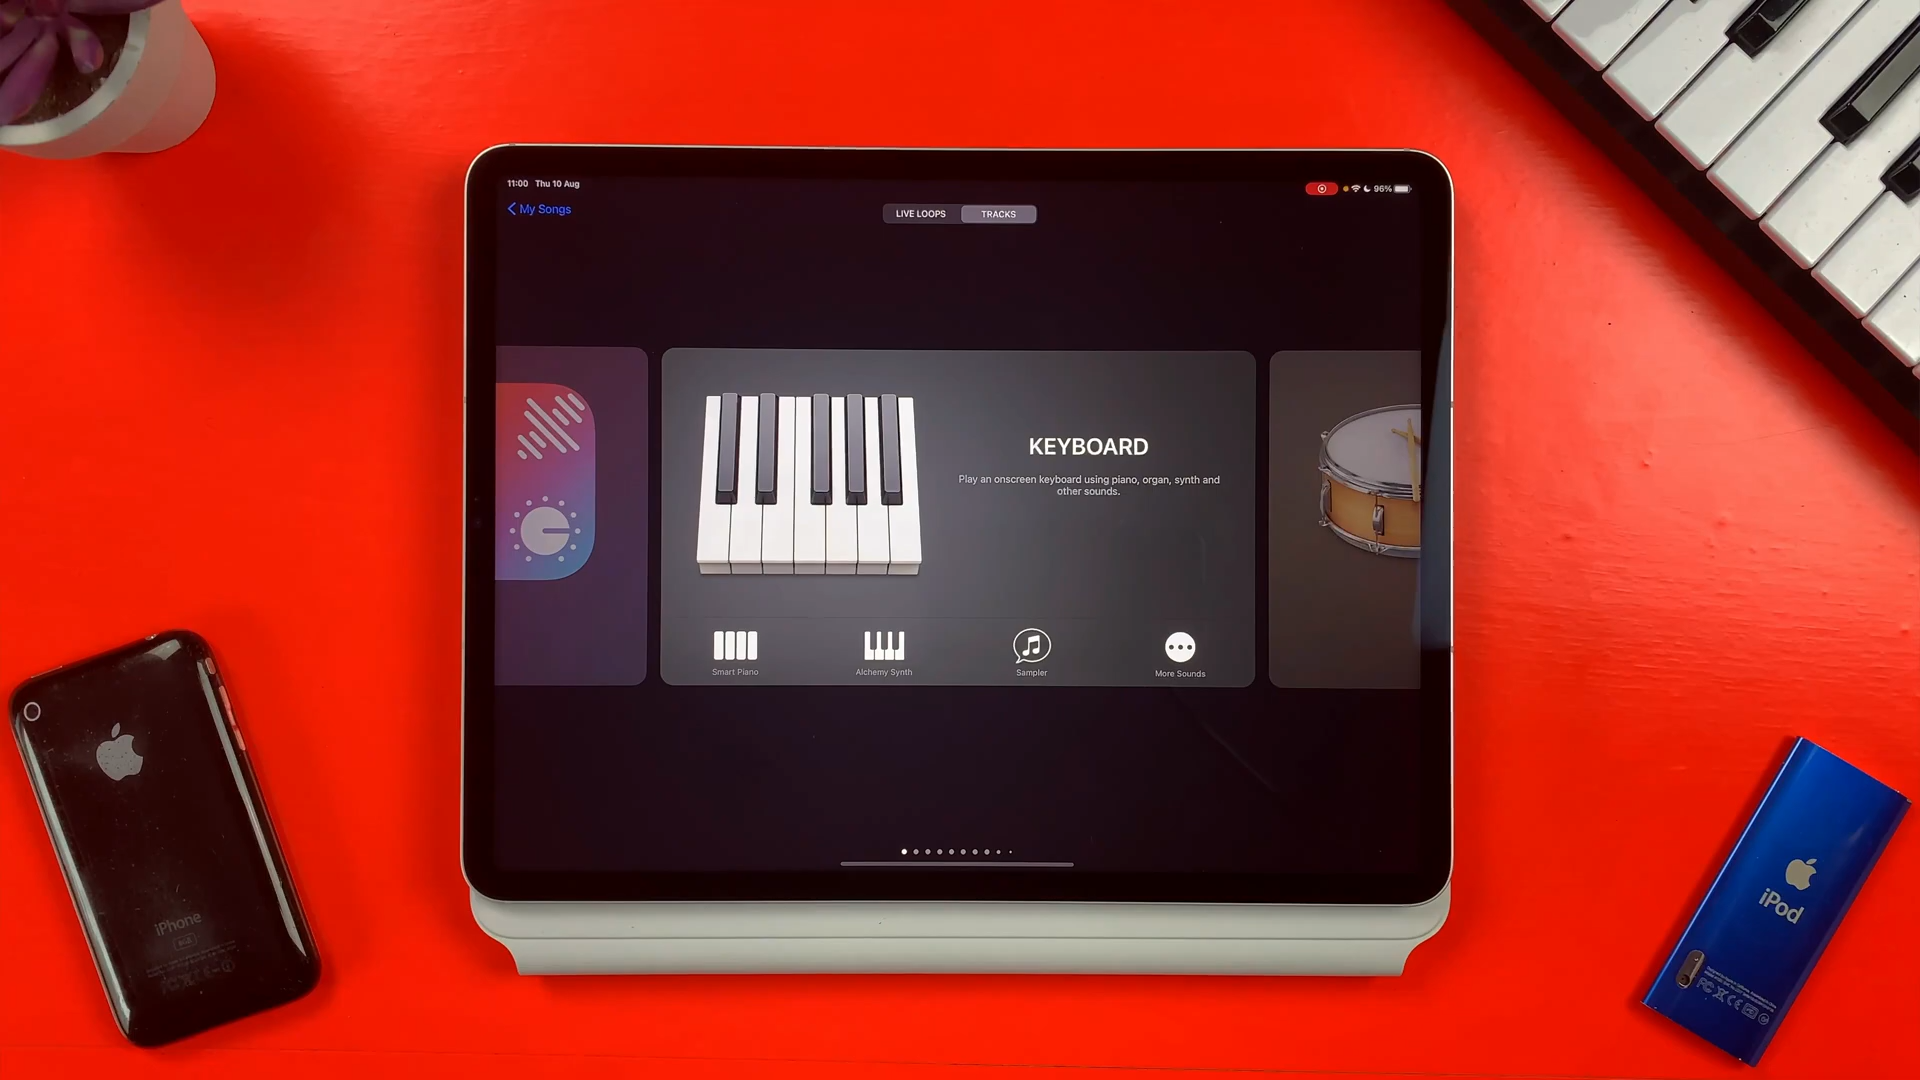 11:00 Thu 10 Aug
96%
My Songs
LIVE LOOPS
TRACKS
KEYBOARD
Play an onscreen keyboard using piano, organ, synth and
other sounds.
Smart Piano
Alchemy Synth
Sampler
More Sounds
iPhone
8GB
iPod